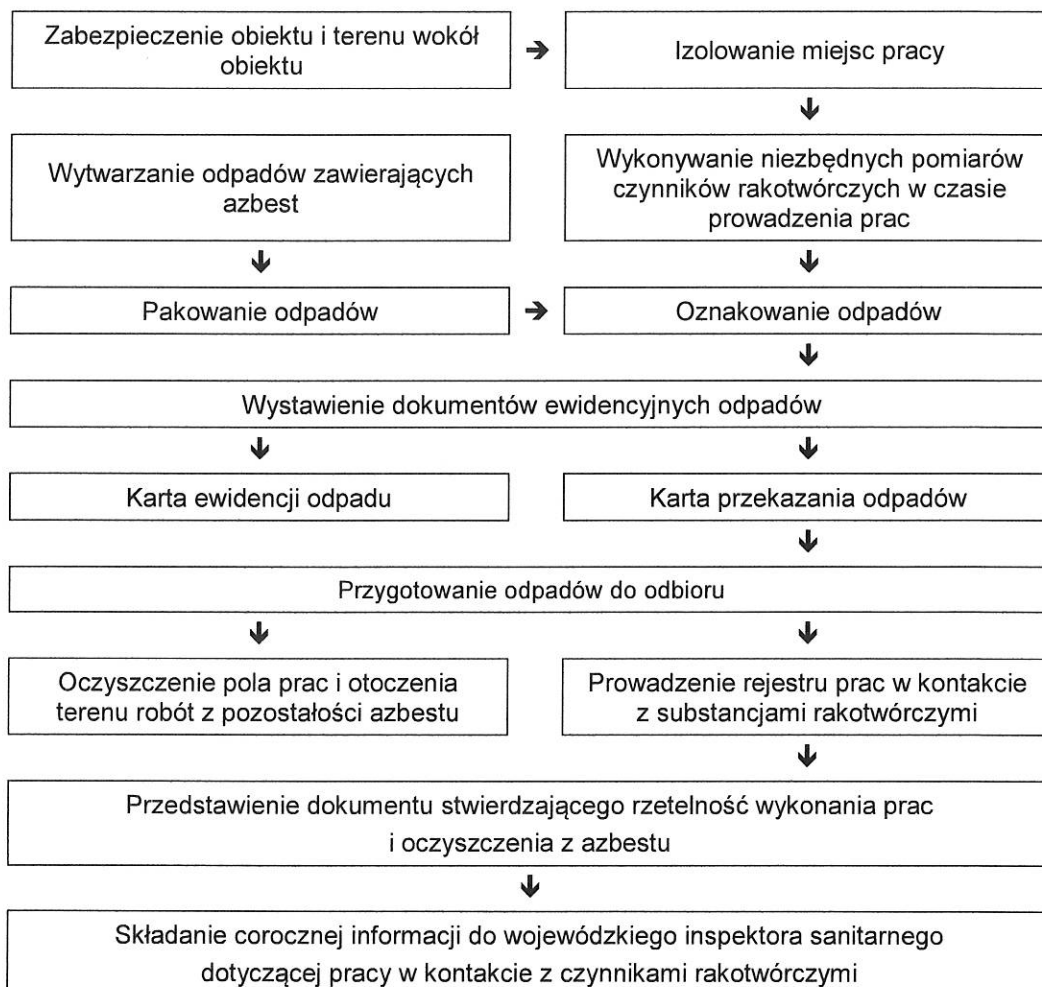 Zabezpieczenie obiektu i terenu wokół
obiektu
➔
Izolowanie miejsc pracy
Wytwarzanie odpadów zawierających
azbest
Wykonywanie niezbędnych pomiarów
czynników rakotwórczych w czasie
prowadzenia prac
Pakowanie odpadów
➔
Oznakowanie odpadów
Wystawienie dokumentów ewidencyjnych odpadów
Karta ewidencji odpadu
Karta przekazania odpadów
Przygotowanie odpadów do odbioru
Oczyszczenie pola prac i otoczenia
terenu robót z pozostałości azbestu
Prowadzenie rejestru prac w kontakcie
z substancjami rakotwórczymi
Przedstawienie dokumentu stwierdzającego rzetelność wykonania prac
i oczyszczenia z azbestu
Składanie corocznej informacji do wojewódzkiego inspektora sanitarnego
dotyczącej pracy w kontakcie z czynnikami rakotwórczymi